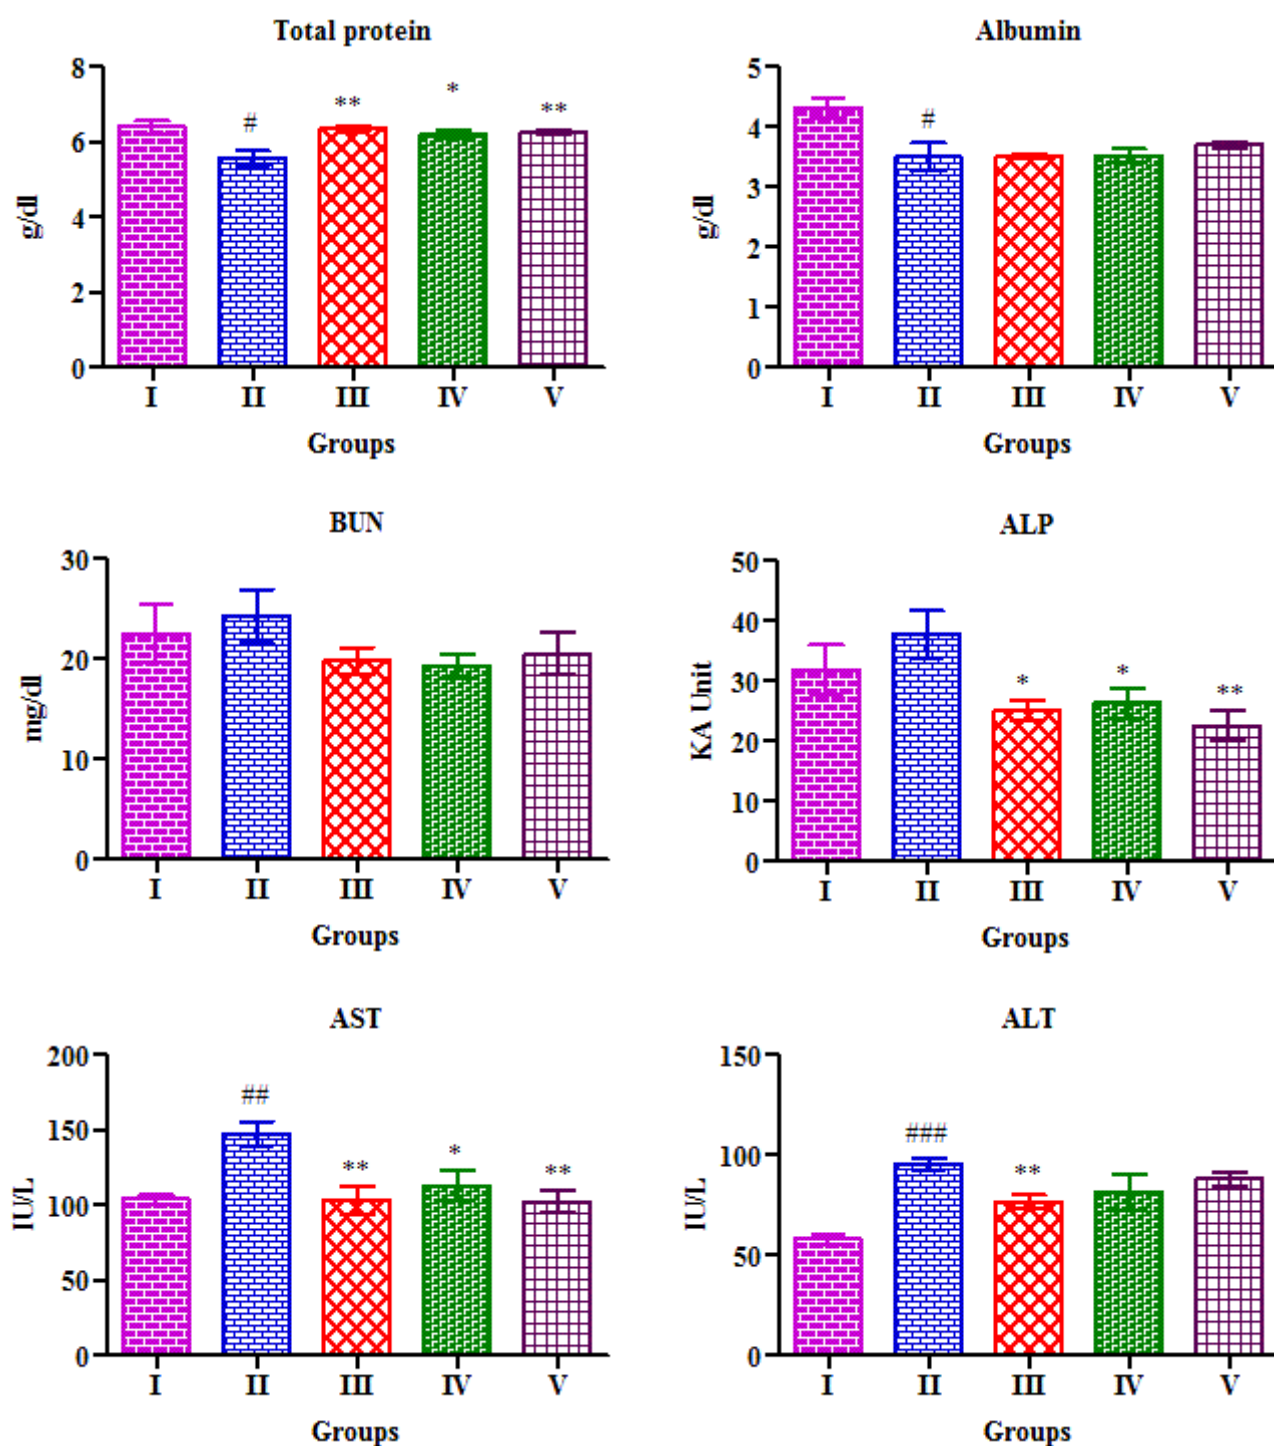 Total protein
8
6
4
2
0
g/dl
#
**
*
**
I II III IV V
Groups
Albumin
5
4
3
2
1
0
g/dl
#
I II III IV V
Groups
BUN
30
20
10
0
mg/dl
I II III IV V
Groups
ALP
50
40
30
20
10
0
KA Unit
*
*
**
I II III IV V
Groups
AST
200
150
100
50
0
IU/L
##
**
*
**
I II III IV V
Groups
ALT
150
100
50
0
IU/L
###
**
I II III IV V
Groups